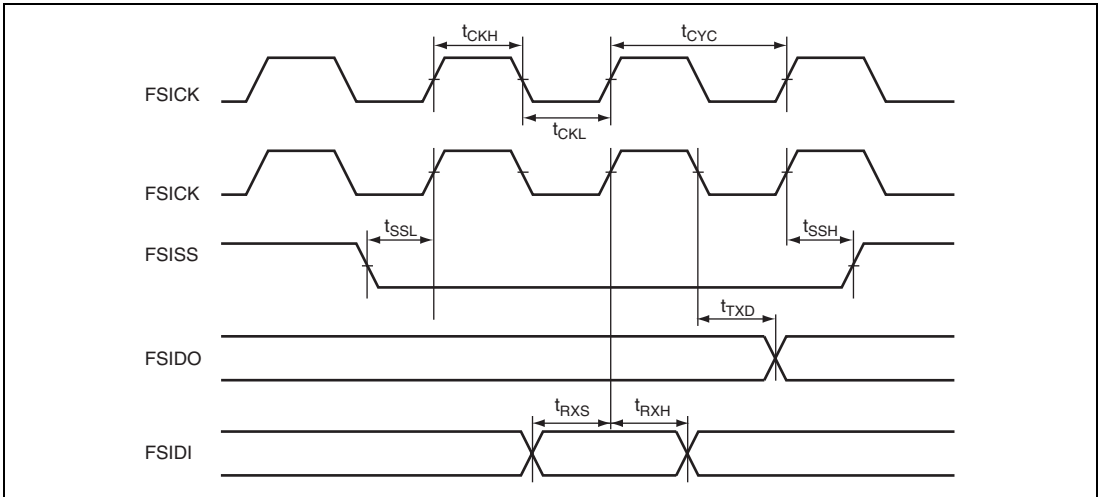 tCKH
tCYC
FSICK
tCKL
FSICK
tSSL
tSSH
FSISS
tTXD
FSIDO
tRXS
tRXH
FSIDI